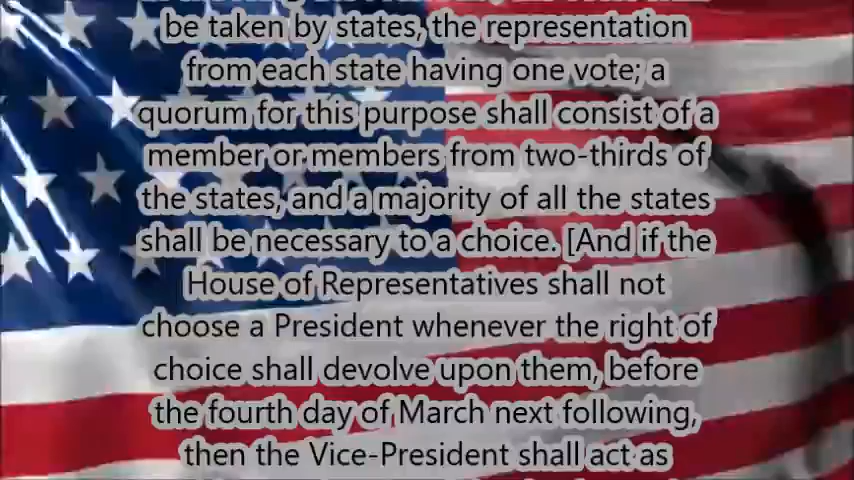 be taken by states, the representation
from each state having one vote; a
quorum for this purpose shall consist of a
member or members from two-thirds of
the states, and a majority of all the states
shall be necessary to a choice. [And if the
House of Representatives shall not
choose a President whenever the right of
choice shall devolve upon them, before
the fourth day of March next following,
then the Vice-President shall act as